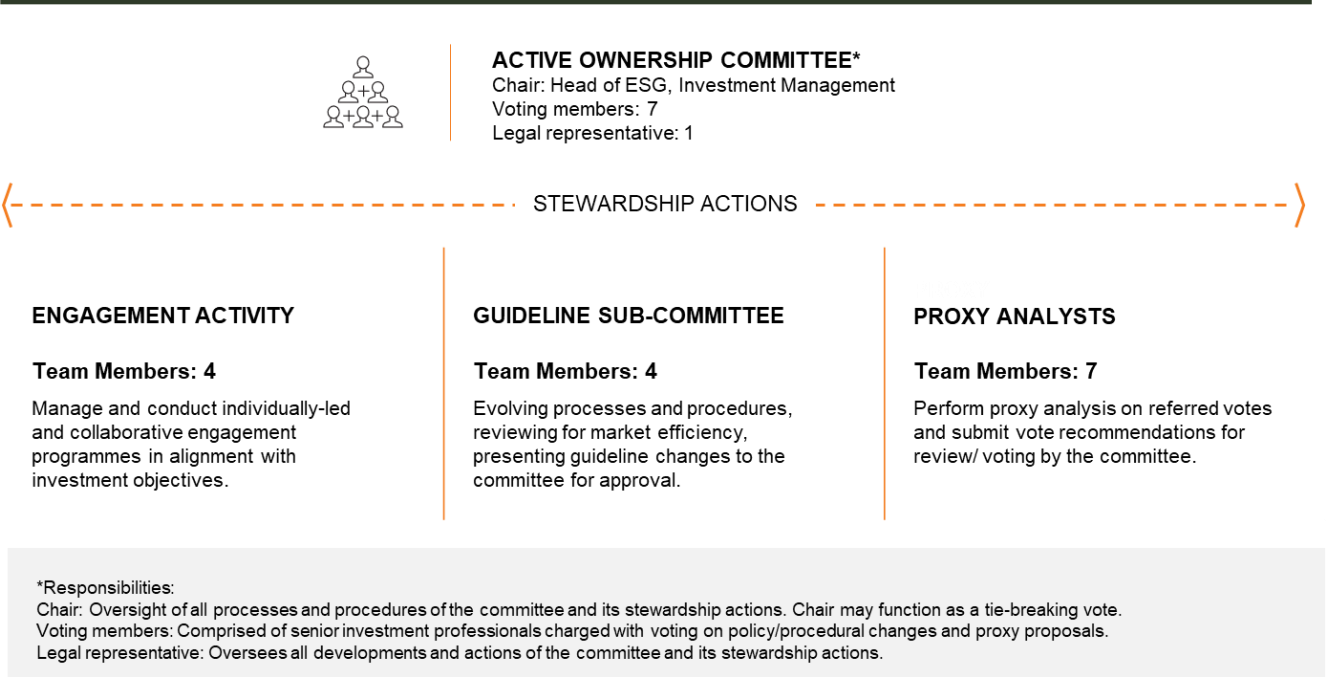 ACTIVE OWNERSHIP COMMITTEE*
Chair: Head of ESG, Investment Management
Voting members: 7
Legal representative: 1
STEWARDSHIP ACTIONS
ENGAGEMENT ACTIVITY
Team Members: 4
Manage and conduct individually-led
and collaborative engagement
programmes in alignment with
investment objectives.
GUIDELINE SUB-COMMITTEE
Team Members: 4
Evolving processes and procedures,
reviewing for market efficiency,
presenting guideline changes to the
committee for approval.
PROXY ANALYSTS
Team Members: 7
Perform proxy analysis on referred votes
and submit vote recommendations for
review/ voting by the committee.
*Responsibilities:
Chair: Oversight of all processes and procedures of the committee and its stewardship actions. Chair may function as a tie-breaking vote.
Voting members: Comprised of senior investment professionals charged with voting on policy/procedural changes and proxy proposals.
Legal representative: Oversees all developments and actions of the committee and its stewardship actions.